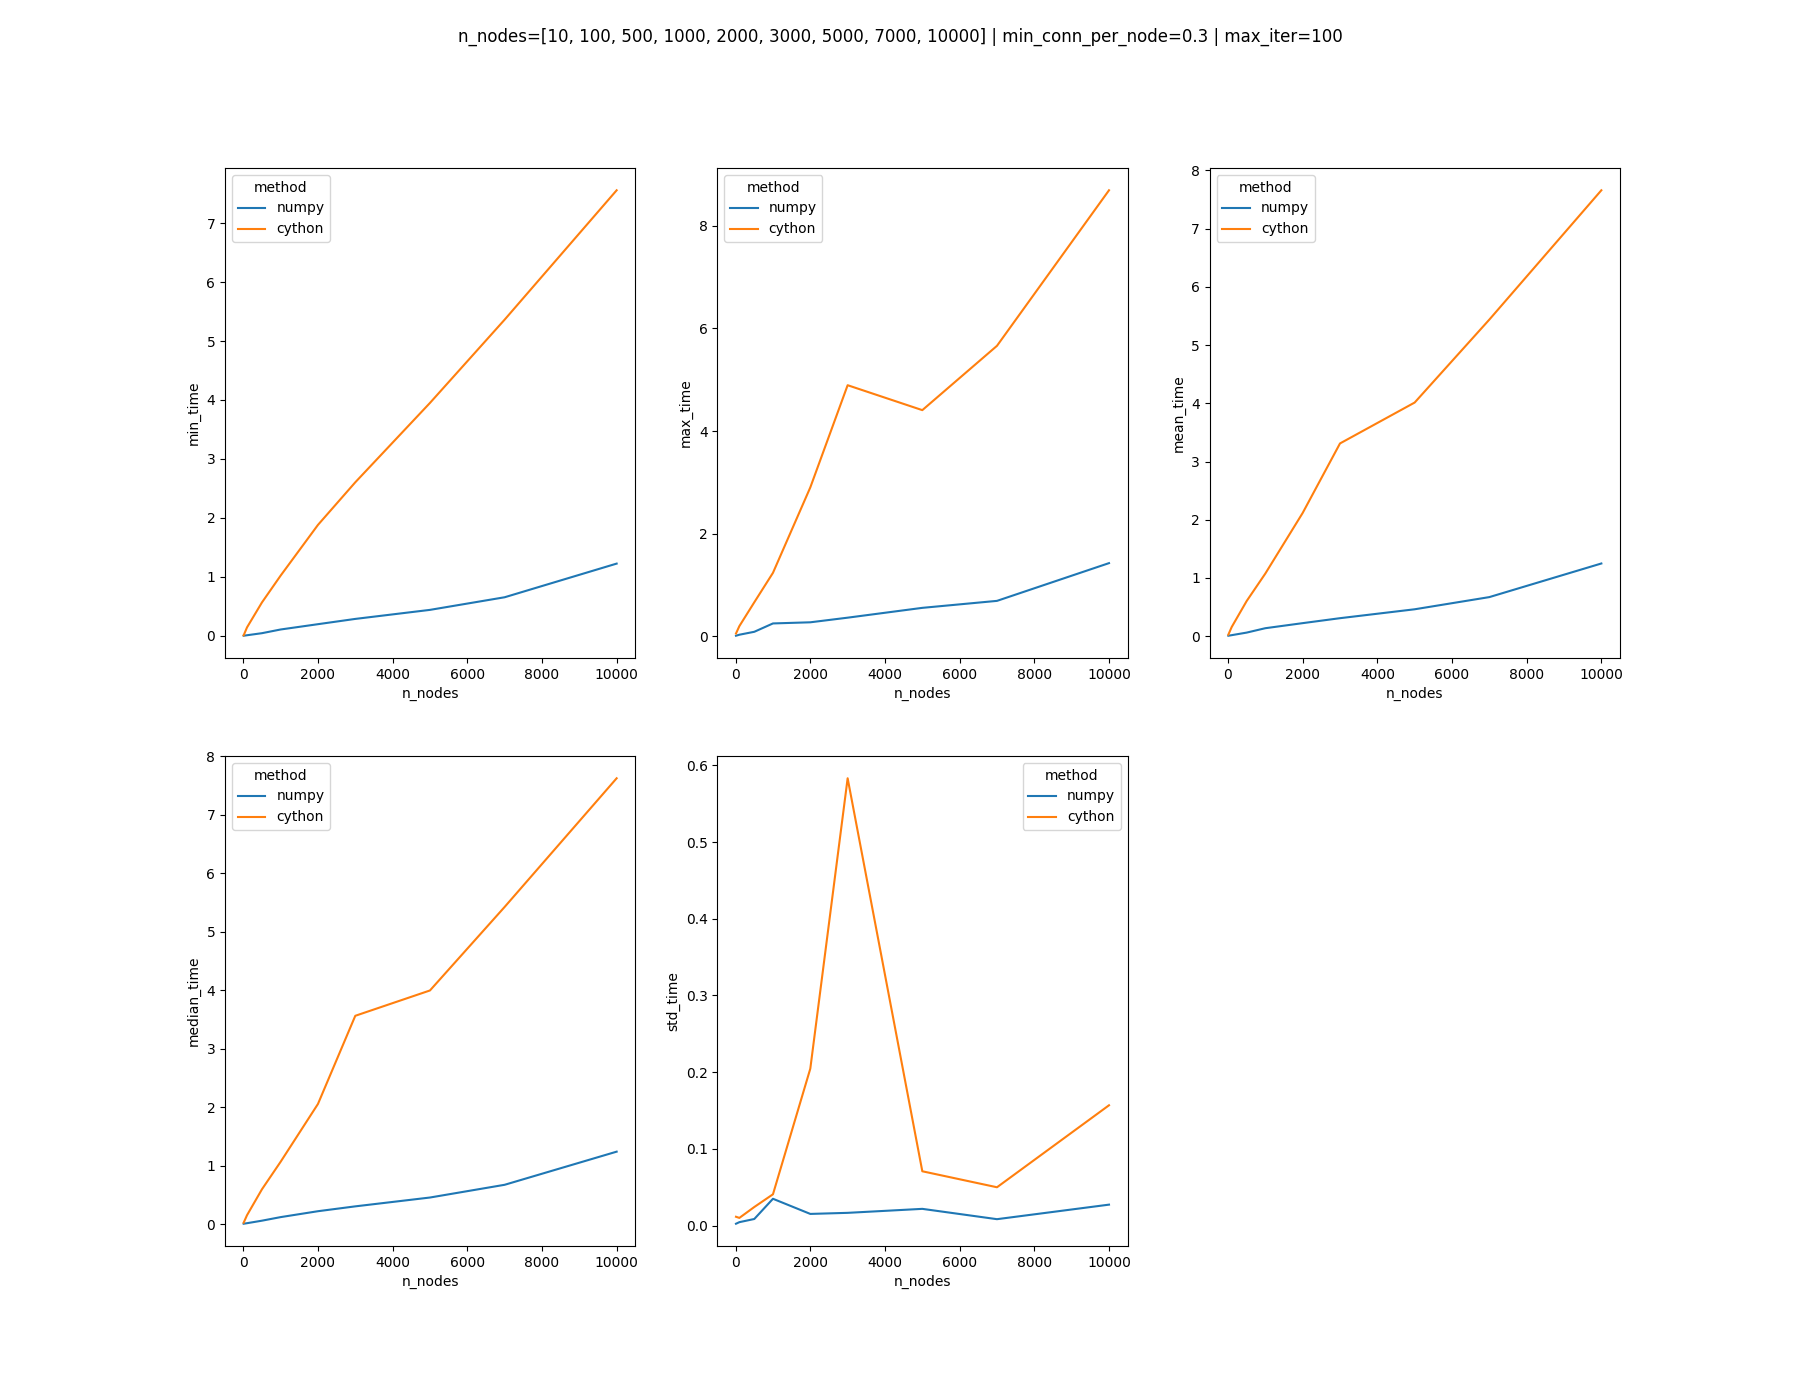 n_nodes=[10, 100, 500, 1000, 2000, 3000, 5000, 7000, 10000] | min_conn_per_node=0.3 | max_iter=100
method
numpy
cython
7
6
5
4
3
2
1
0
min_time
0 2000 4000 6000 8000 10000
n_nodes
method
numpy
cython
8
6
4
2
0
max_time
0 2000 4000 6000 8000 10000
n_nodes
method
numpy
cython
8
7
6
5
4
3
2
1
0
mean_time
0 2000 4000 6000 8000 10000
n_nodes
method
numpy
cython
8
7
6
5
4
3
2
1
0
median_time
0 2000 4000 6000 8000 10000
n_nodes
method
numpy
cython
0.6
0.5
0.4
0.3
0.2
0.1
0.0
std_time
0 2000 4000 6000 8000 10000
n_nodes